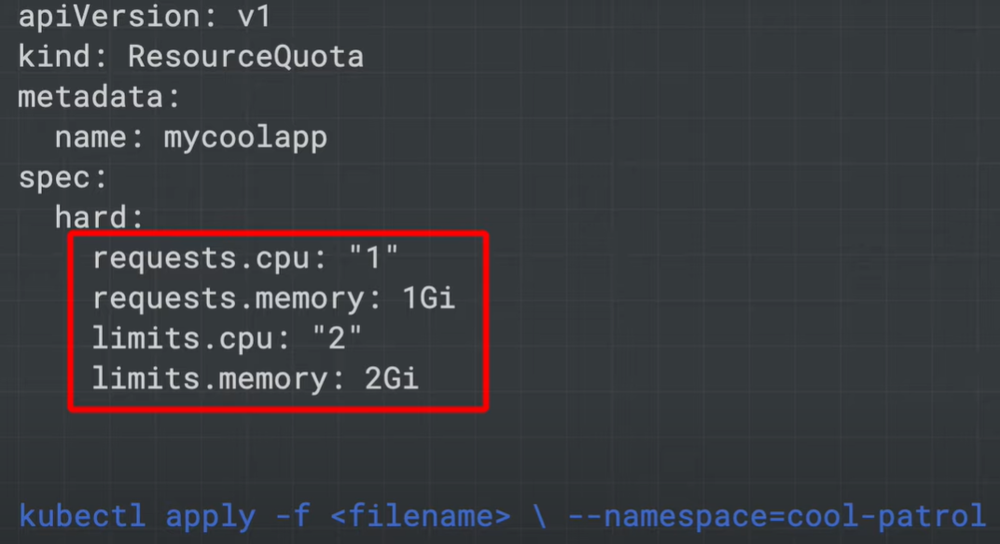 apiVersion: v1
kind: ResourceQuota
metadata:
  name: mycoolapp
spec:
  hard:
    requests.cpu: "1"
    requests.memory: 1Gi
    limits.cpu: "2"
    limits.memory: 2Gi
kubectl apply -f <filename> \ --namespace=cool-patrol